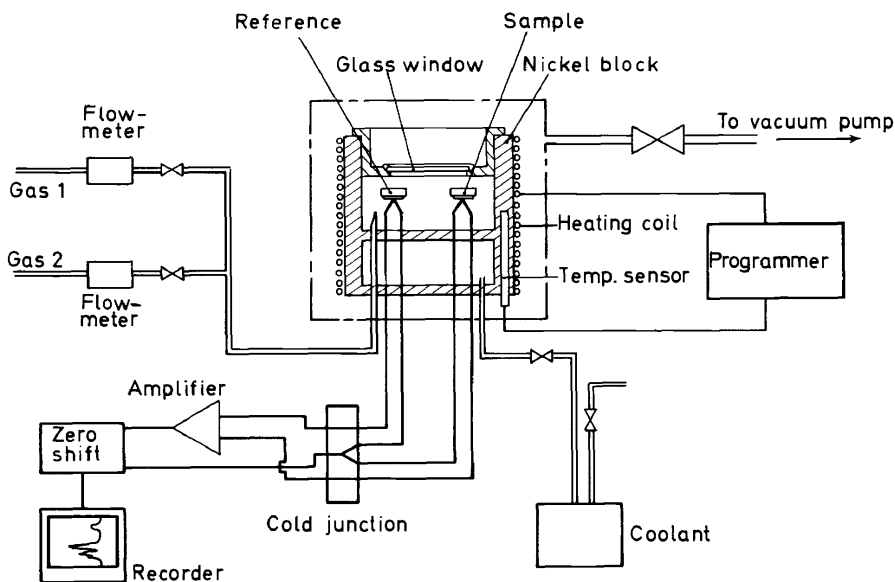 Reference
Sample
Glass window
Nickel block
Flow-
meter
To vacuum pump
Gas 1
Heating coil
Gas 2
Programmer
Temp. sensor
Flow-
meter
Amplifier
Zero
shift
Cold junction
Coolant
Recorder